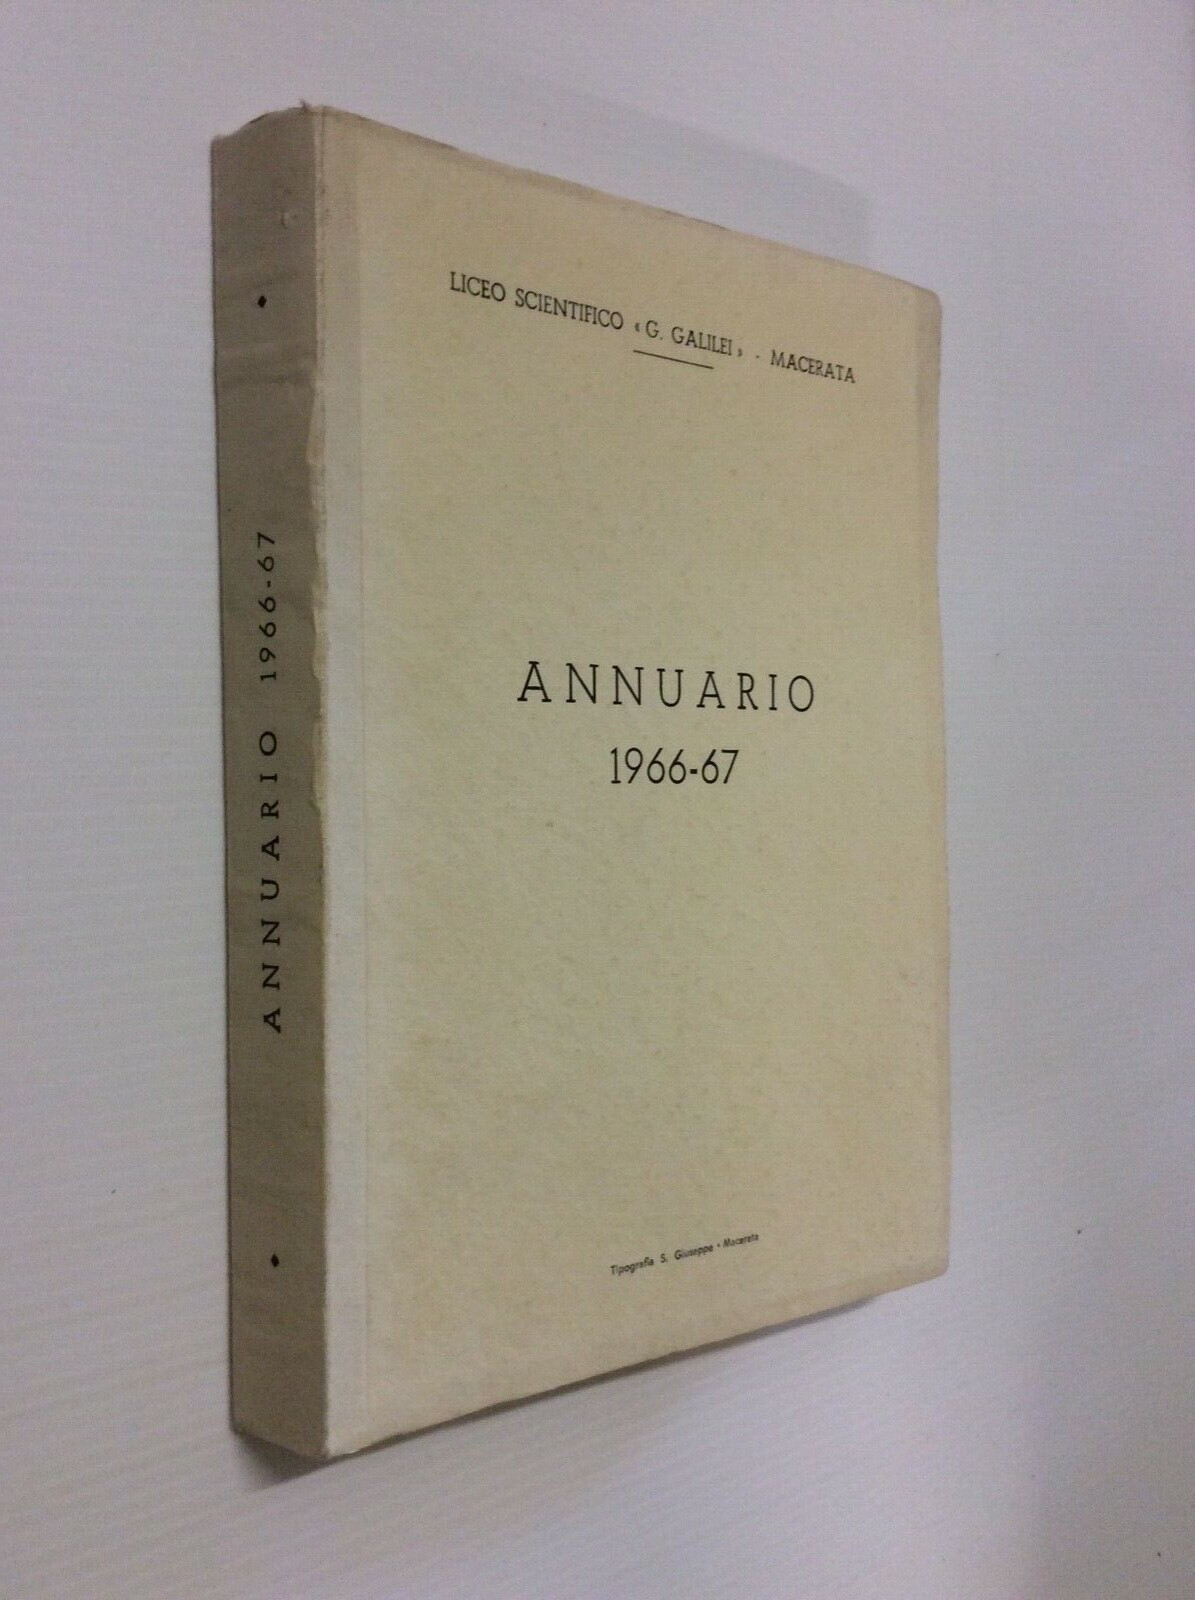 LICEO SCIENTIFICO « G. GALILEI » - MACERATA
ANNUARIO
1966-67
Tipografia S. Giuseppe • Macerata
ANNUARIO 1966-67